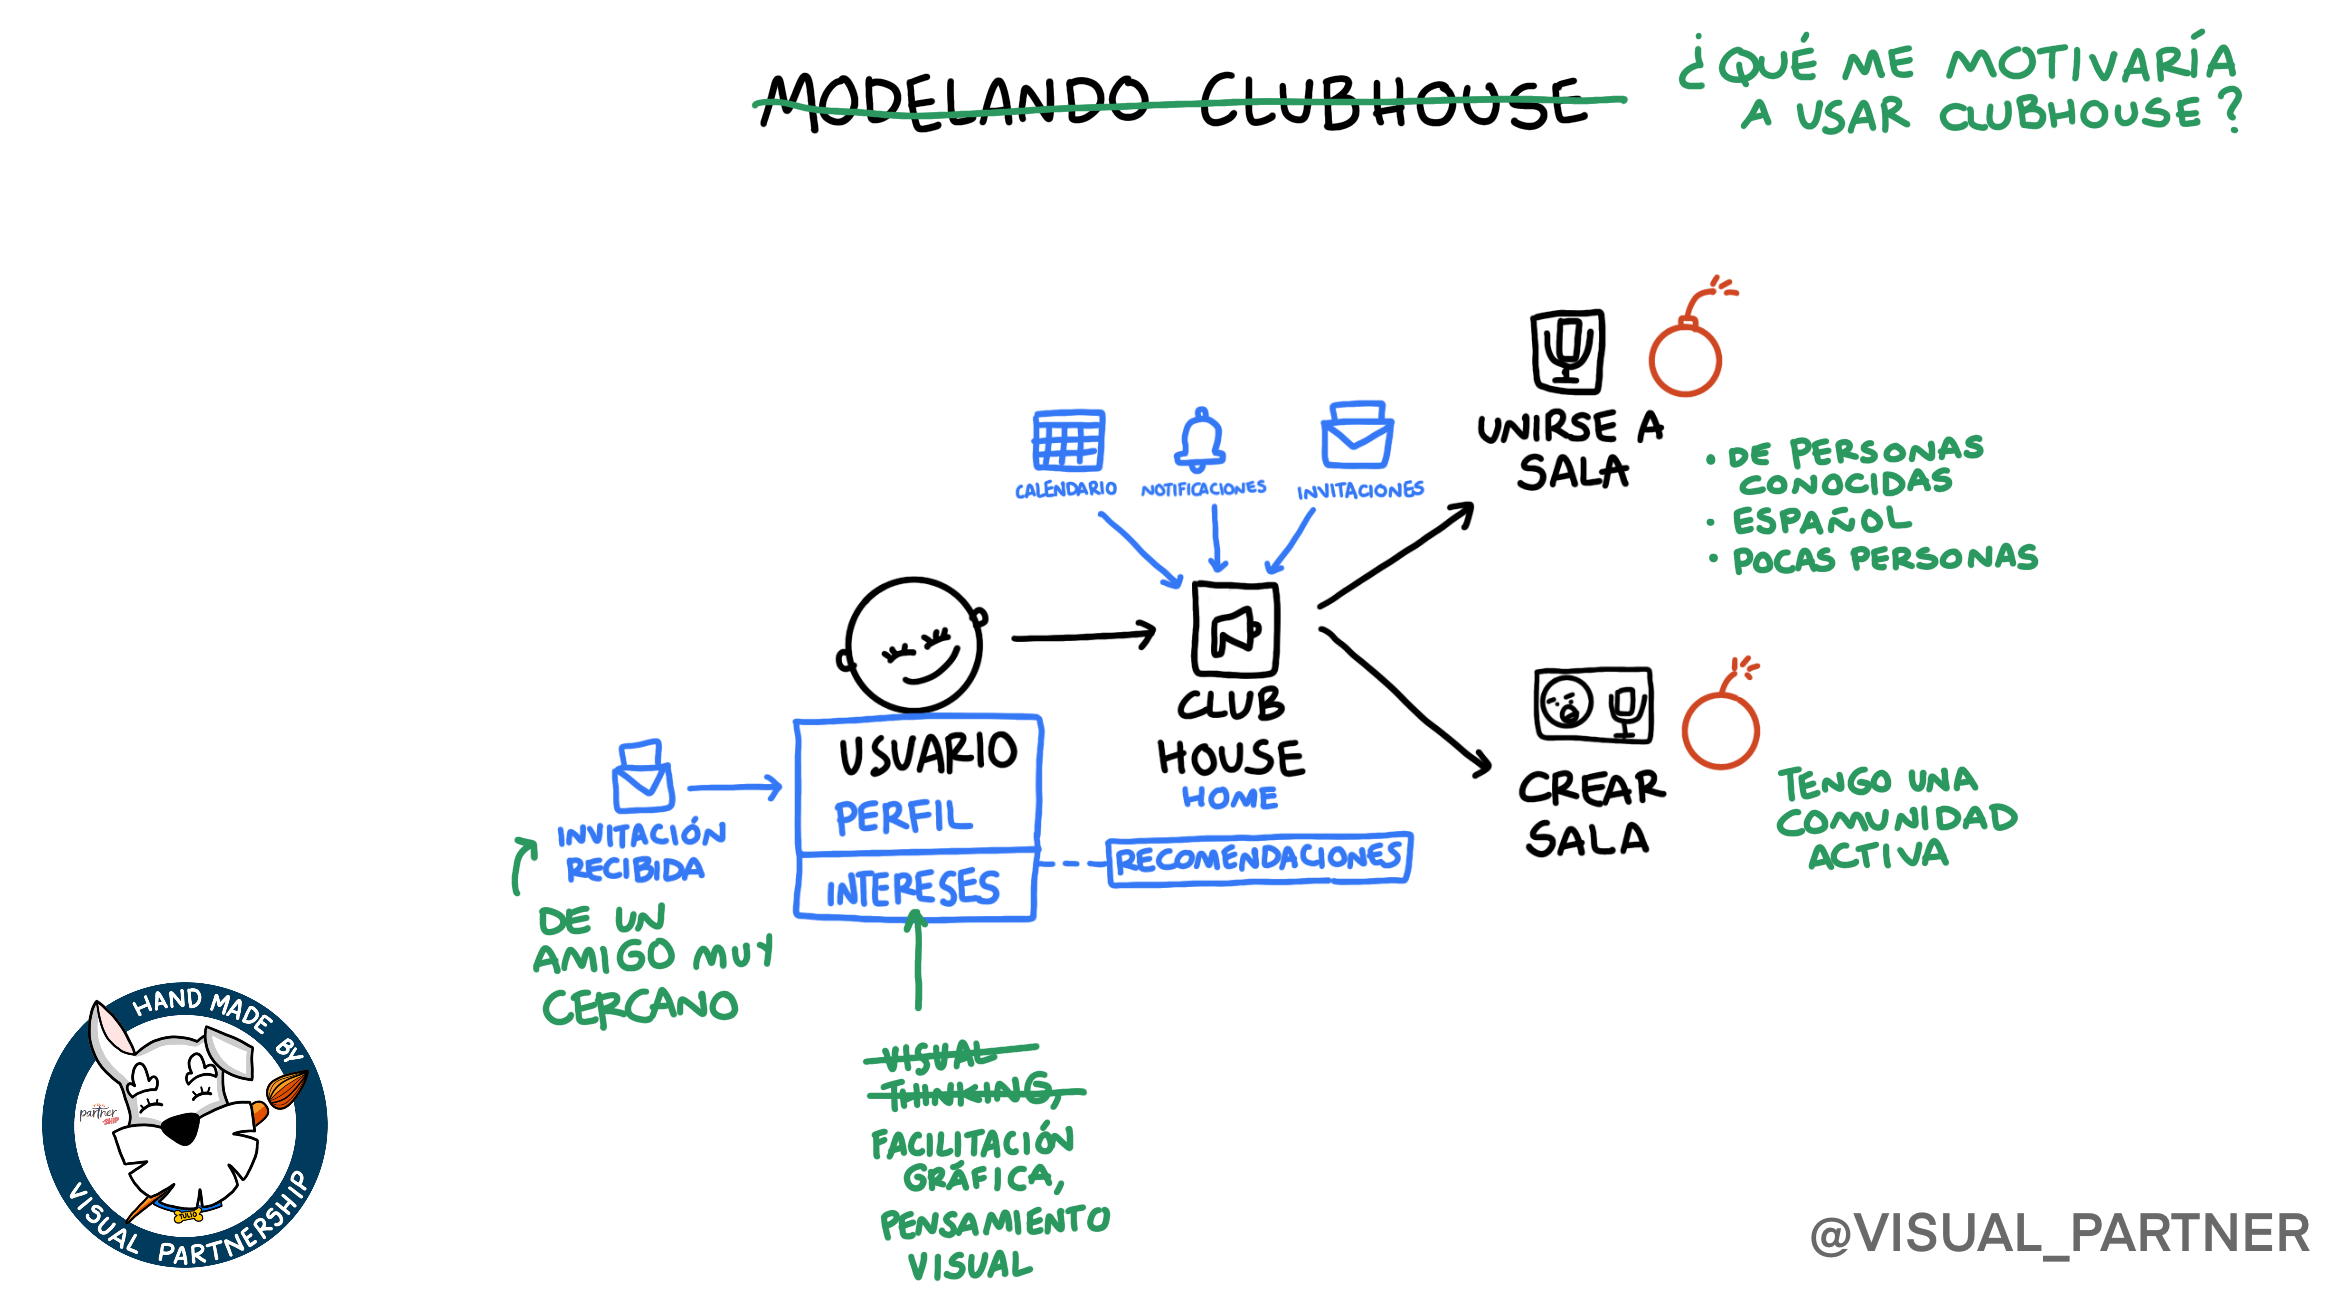 MODELANDO CLUBHOUSE
¿QUÉ ME MOTIVARÍA
A USAR CLUBHOUSE?
UNIRSE A
SALA
• DE PERSONAS
CONOCIDAS
• ESPAÑOL
• POCAS PERSONAS
CALENDARIO
NOTIFICACIONES
INVITACIONES
CLUB
HOUSE
HOME
USUARIO
PERFIL
INTERESES
RECOMENDACIONES
INVITACIÓN
RECIBIDA
DE UN
AMIGO MUY
CERCANO
CREAR
SALA
TENGO UNA
COMUNIDAD
ACTIVA
VISUAL
THINKING,
FACILITACIÓN
GRÁFICA,
PENSAMIENTO
VISUAL
HAND MADE BY
VISUAL PARTNERSHIP
partner
TULIO
@VISUAL_PARTNER